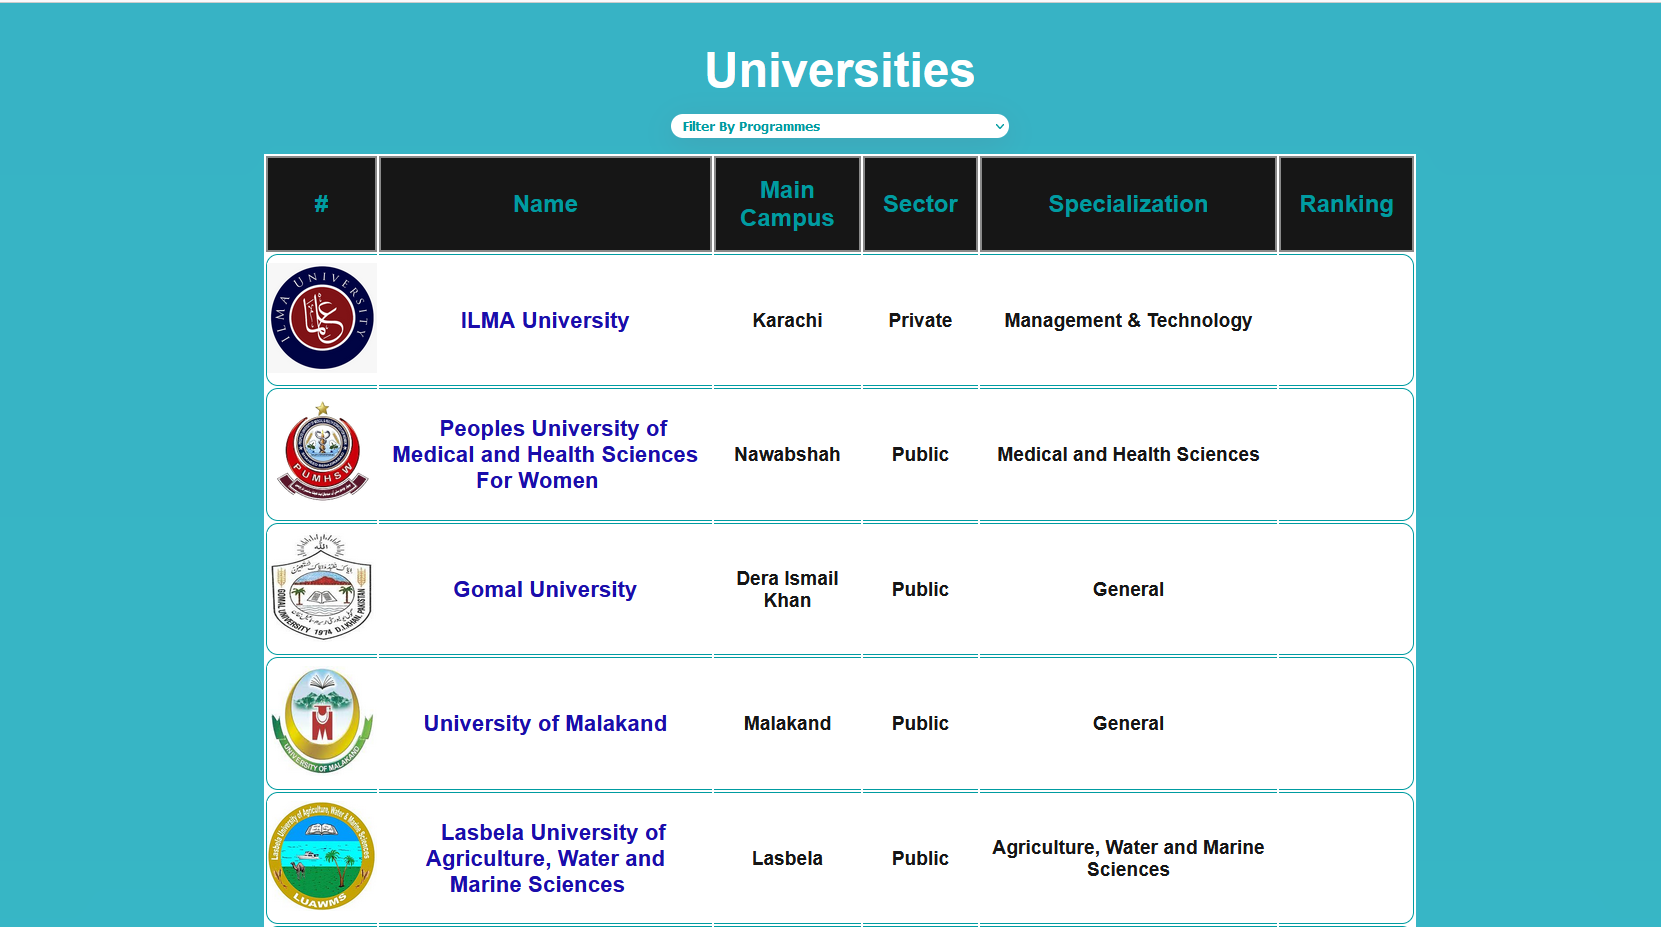 Universities
Filter By Programmes
#
Name
Main
Campus
Sector
Specialization
Ranking
ILMA UNIVERSITY
ILMA University
Karachi
Private
Management & Technology
PUMHSW
Peoples University of
Medical and Health Sciences
For Women
Nawabshah
Public
Medical and Health Sciences
GOMAL UNIVERSITY 1974 D.I.KHAN, PAKISTAN
Gomal University
Dera Ismail
Khan
Public
General
UNIVERSITY OF MALAKAND
University of Malakand
Malakand
Public
General
Lasbela University of Agriculture, Water & Marine Sciences
LUAWMS
Lasbela University of
Agriculture, Water and
Marine Sciences
Lasbela
Public
Agriculture, Water and Marine
Sciences